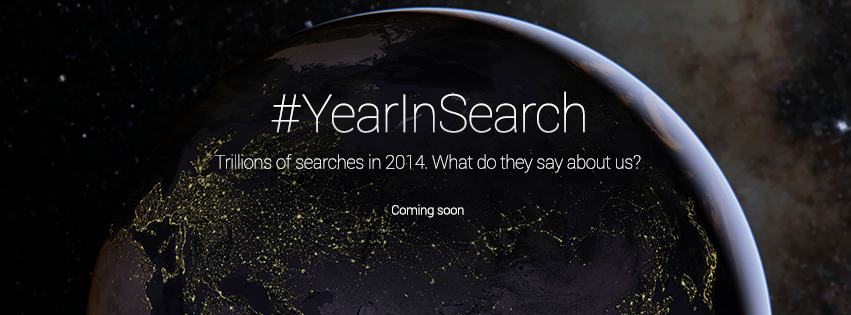 #YearInSearch
Trillions of searches in 2014. What do they say about us?
Coming soon